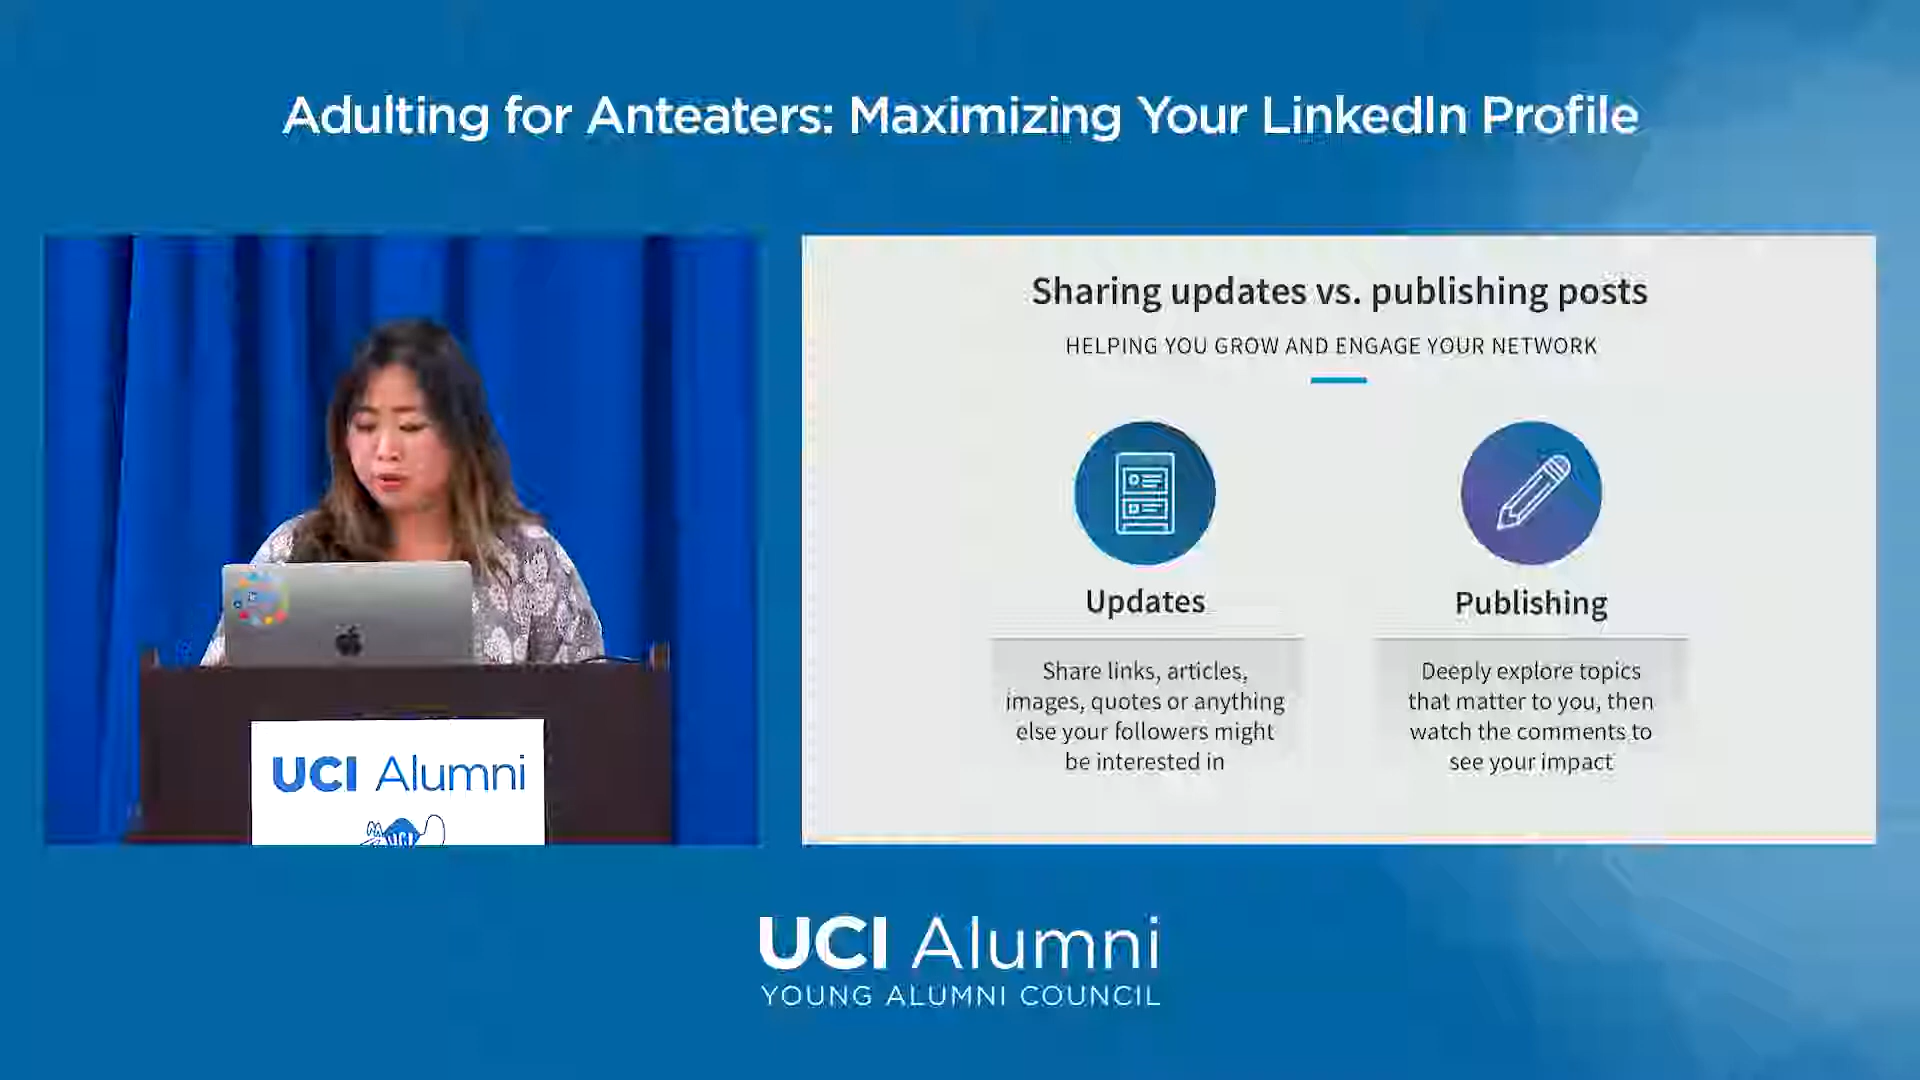 Adulting for Anteaters: Maximizing Your LinkedIn Profile
Sharing updates vs. publishing posts
HELPING YOU GROW AND ENGAGE YOUR NETWORK
Updates
Share links, articles,
images, quotes or anything
else your followers might
be interested in
Publishing
Deeply explore topics
that matter to you, then
watch the comments to
see your impact
UCI Alumni
UCI
UCI Alumni
YOUNG ALUMNI COUNCIL